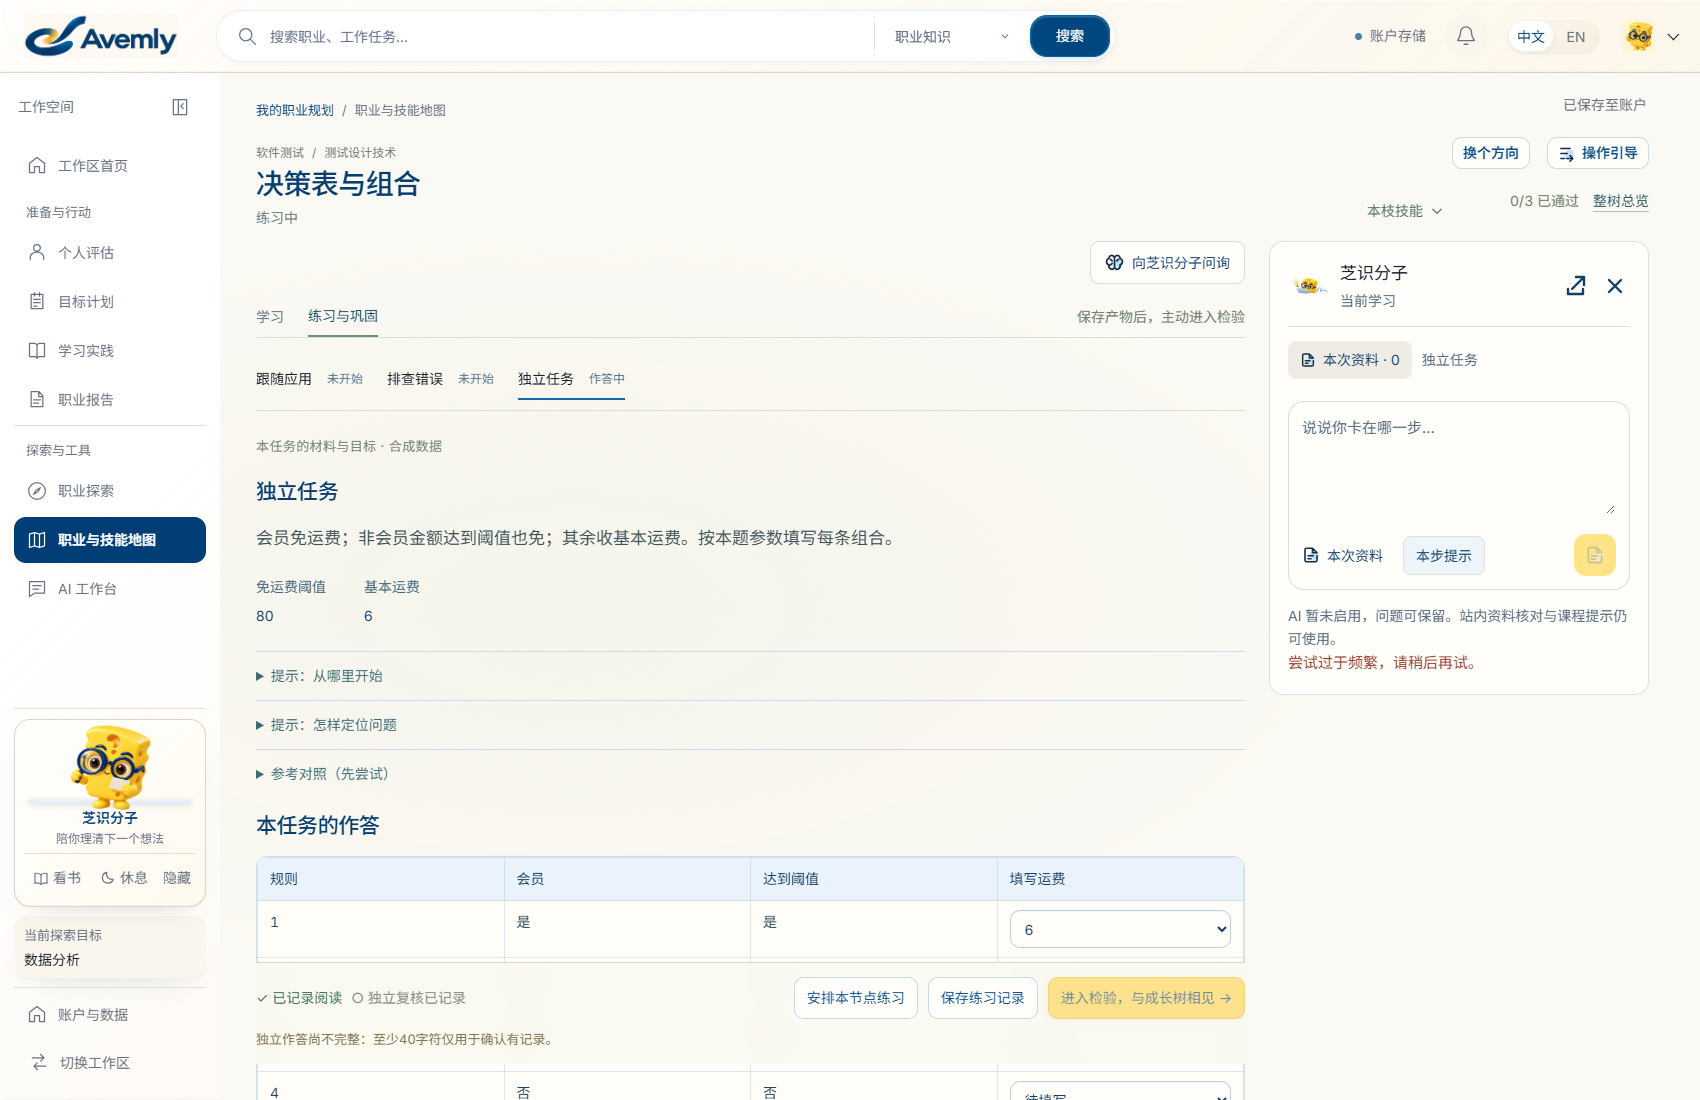 Avemly
搜索职业、工作任务...
职业知识
搜索
账户存储
中文
EN
工作空间
工作区首页
准备与行动
个人评估
目标计划
学习实践
职业报告
探索与工具
职业探索
职业与技能地图
AI 工作台
芝识分子
陪你理清下一个想法
看书
休息
隐藏
当前探索目标
数据分析
账户与数据
切换工作区
我的职业规划 / 职业与技能地图
已保存至账户
软件测试 / 测试设计技术
换个方向
操作引导
决策表与组合
练习中
本枝技能
0/3 已通过
整树总览
向芝识分子问询
学习
练习与巩固
保存产物后，主动进入检验
跟随应用 未开始
排查错误 未开始
独立任务 作答中
本任务的材料与目标 · 合成数据
独立任务
会员免运费；非会员金额达到阈值也免；其余收基本运费。按本题参数填写每条组合。
免运费阈值 基本运费
80 6
提示：从哪里开始
提示：怎样定位问题
参考对照（先尝试）
本任务的作答
规则 会员 达到阈值 填写运费
1 是 是 6
✓ 已记录阅读 ○ 独立复核已记录
安排本节点练习
保存练习记录
进入检验，与成长树相见 →
独立作答尚不完整：至少40字符仅用于确认有记录。
4 否 否 待填写
芝识分子
当前学习
本次资料 · 0
独立任务
说说你卡在哪一步...
本次资料
本步提示
AI 暂未启用，问题可保留。站内资料核对与课程提示仍
可使用。
尝试过于频繁，请稍后再试。